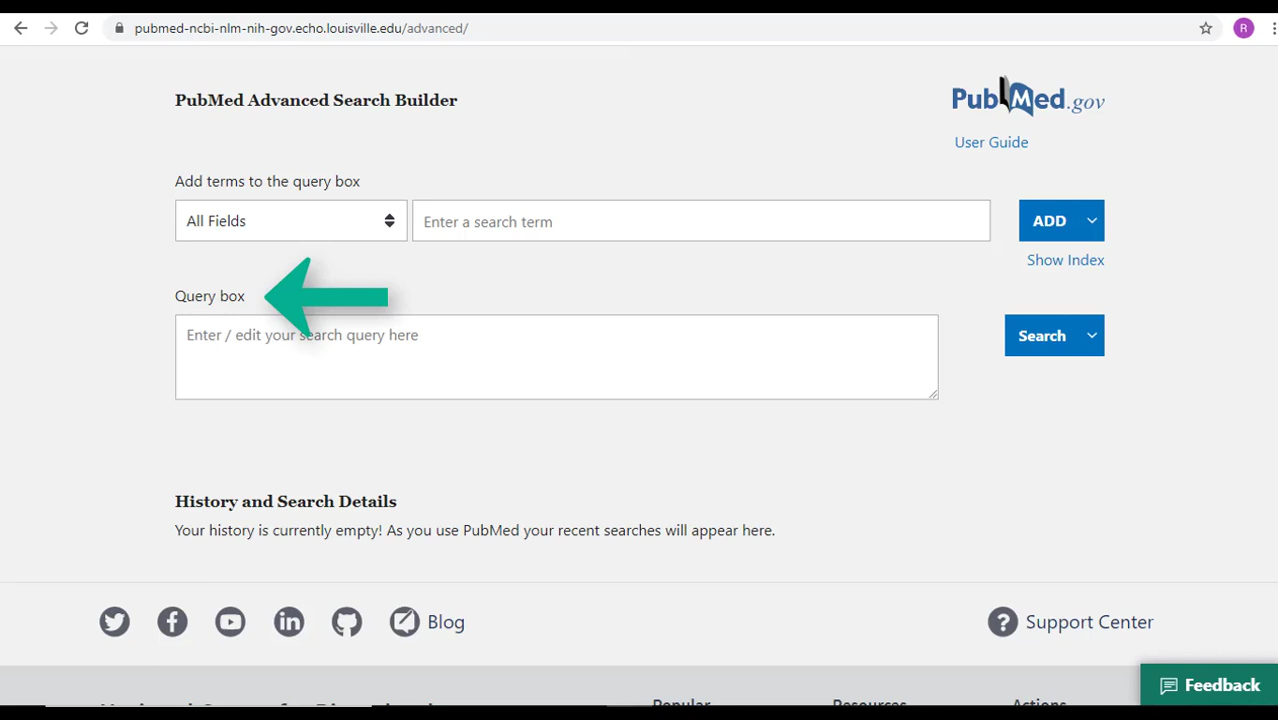 pubmed-ncbi-nlm-nih-gov.echo.louisville.edu/advanced/
R
PubMed Advanced Search Builder
PubMed.gov
User Guide
Add terms to the query box
All Fields
Enter a search term
ADD
Show Index
Query box
Enter / edit your search query here
Search
History and Search Details
Your history is currently empty! As you use PubMed your recent searches will appear here.
Blog
Support Center
Feedback
Popular
Resources
Actions